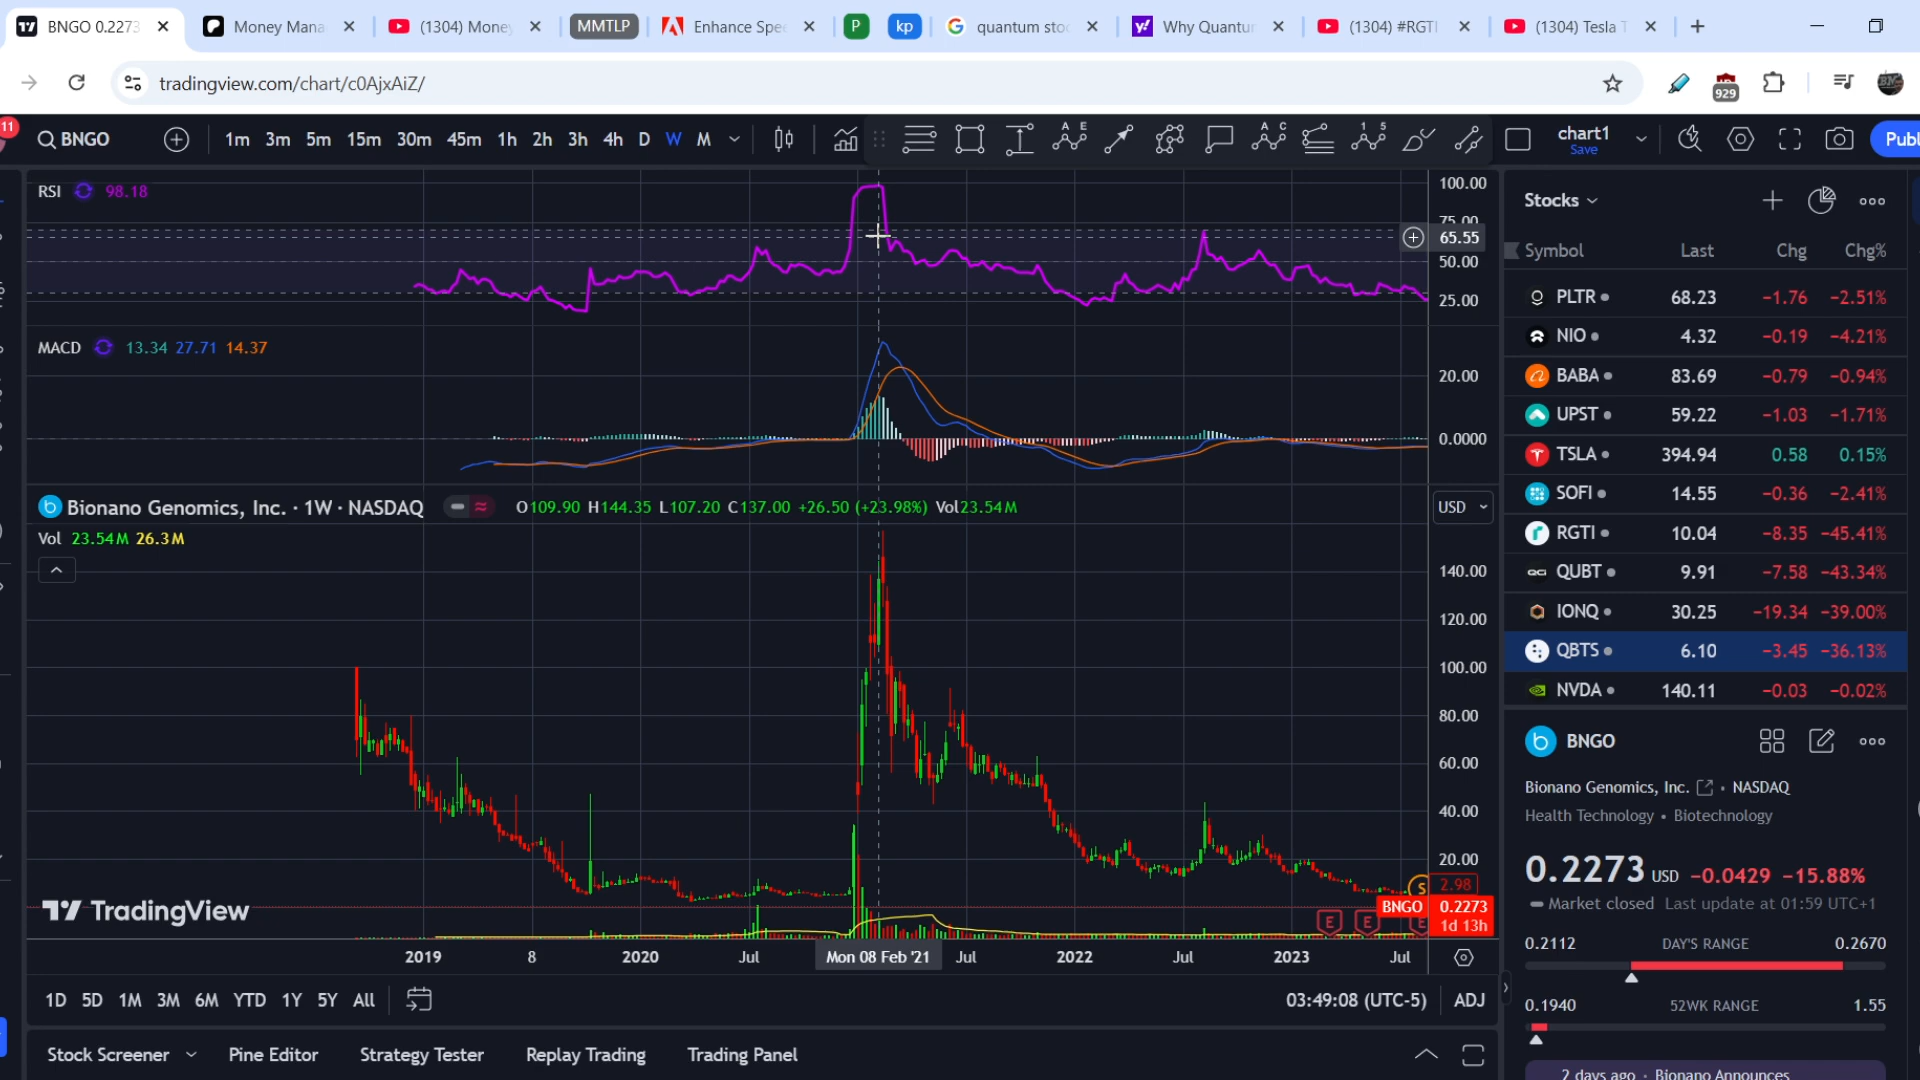 BNGO 0.2273
Money Mana
(1304) Money
MMTLP
Enhance Spee
P
kp
quantum stoc
Why Quantum
(1304) #RGTI
(1304) Tesla T
tradingview.com/chart/c0AjxAiZ/
929
11
BNGO
1m 3m 5m 15m 30m 45m 1h 2h 3h 4h D W M
chart1
Save
Publ
RSI 98.18
100.00
75.00
65.55
50.00
25.00
MACD 13.34 27.71 14.37
20.00
0.0000
Bionano Genomics, Inc. · 1W · NASDAQ
O109.90 H144.35 L107.20 C137.00 +26.50 (+23.98%) Vol23.54M
USD
Vol 23.54M 26.3M
140.00
120.00
100.00
80.00
60.00
40.00
20.00
S 2.98
BNGO 0.2273
1d 13h
E E E
TradingView
2019 8 2020 Jul Mon 08 Feb '21 Jul 2022 Jul 2023 Jul
1D 5D 1M 3M 6M YTD 1Y 5Y All
03:49:08 (UTC-5) ADJ
Stock Screener Pine Editor Strategy Tester Replay Trading Trading Panel
Stocks
Symbol Last Chg Chg%
PLTR 68.23 −1.76 −2.51%
NIO 4.32 −0.19 −4.21%
BABA 83.69 −0.79 −0.94%
UPST 59.22 −1.03 −1.71%
TSLA 394.94 0.58 0.15%
SOFI 14.55 −0.36 −2.41%
RGTI 10.04 −8.35 −45.41%
QUBT 9.91 −7.58 −43.34%
IONQ 30.25 −19.34 −39.00%
QBTS 6.10 −3.45 −36.13%
NVDA 140.11 −0.03 −0.02%
BNGO
Bionano Genomics, Inc. • NASDAQ
Health Technology • Biotechnology
0.2273 USD −0.0429 −15.88%
Market closed Last update at 01:59 UTC+1
0.2112 DAY'S RANGE 0.2670
0.1940 52WK RANGE 1.55
2 days ago · Bionano Announces